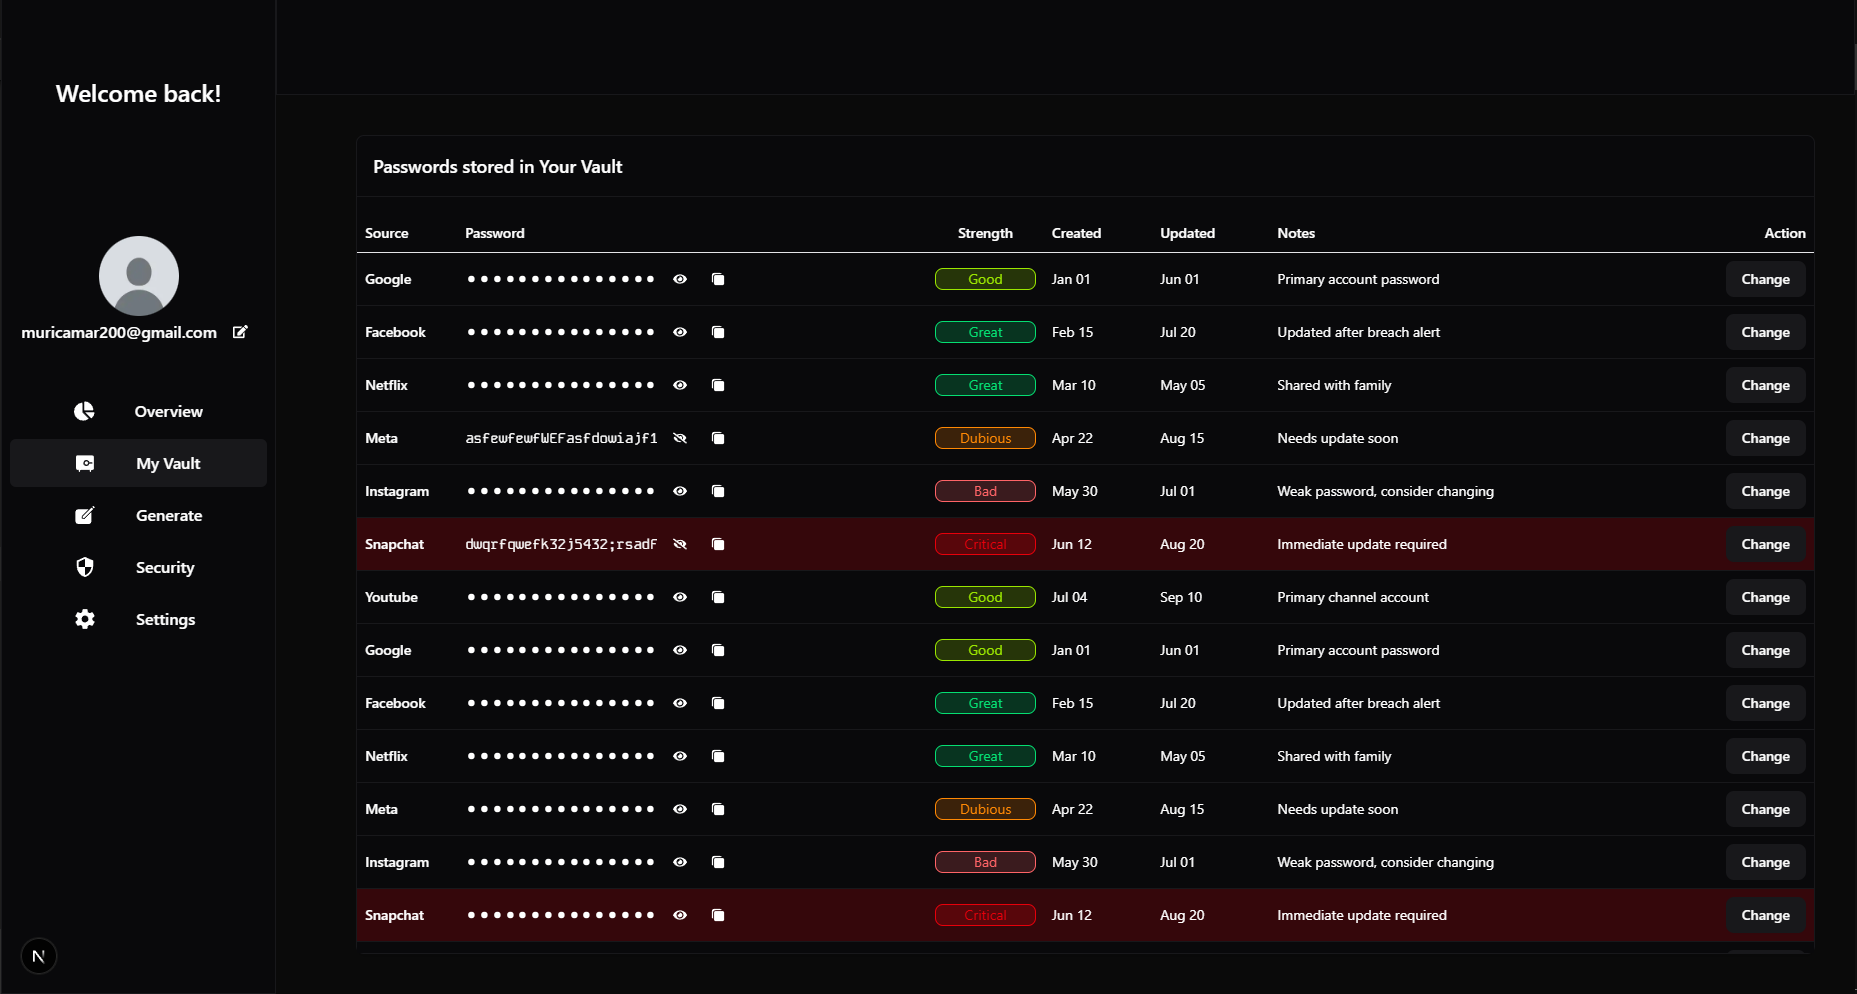 Welcome back!
muricamar200@gmail.com
Overview
My Vault
Generate
Security
Settings
N
Passwords stored in Your Vault
Source Password Strength Created Updated Notes Action
Google Good Jan 01 Jun 01 Primary account password Change
Facebook Great Feb 15 Jul 20 Updated after breach alert Change
Netflix Great Mar 10 May 05 Shared with family Change
Meta asfewfewfWEFasfdowiajf1 Dubious Apr 22 Aug 15 Needs update soon Change
Instagram Bad May 30 Jul 01 Weak password, consider changing Change
Snapchat dwqrfqwefk32j5432;rsadf Critical Jun 12 Aug 20 Immediate update required Change
Youtube Good Jul 04 Sep 10 Primary channel account Change
Google Good Jan 01 Jun 01 Primary account password Change
Facebook Great Feb 15 Jul 20 Updated after breach alert Change
Netflix Great Mar 10 May 05 Shared with family Change
Meta Dubious Apr 22 Aug 15 Needs update soon Change
Instagram Bad May 30 Jul 01 Weak password, consider changing Change
Snapchat Critical Jun 12 Aug 20 Immediate update required Change